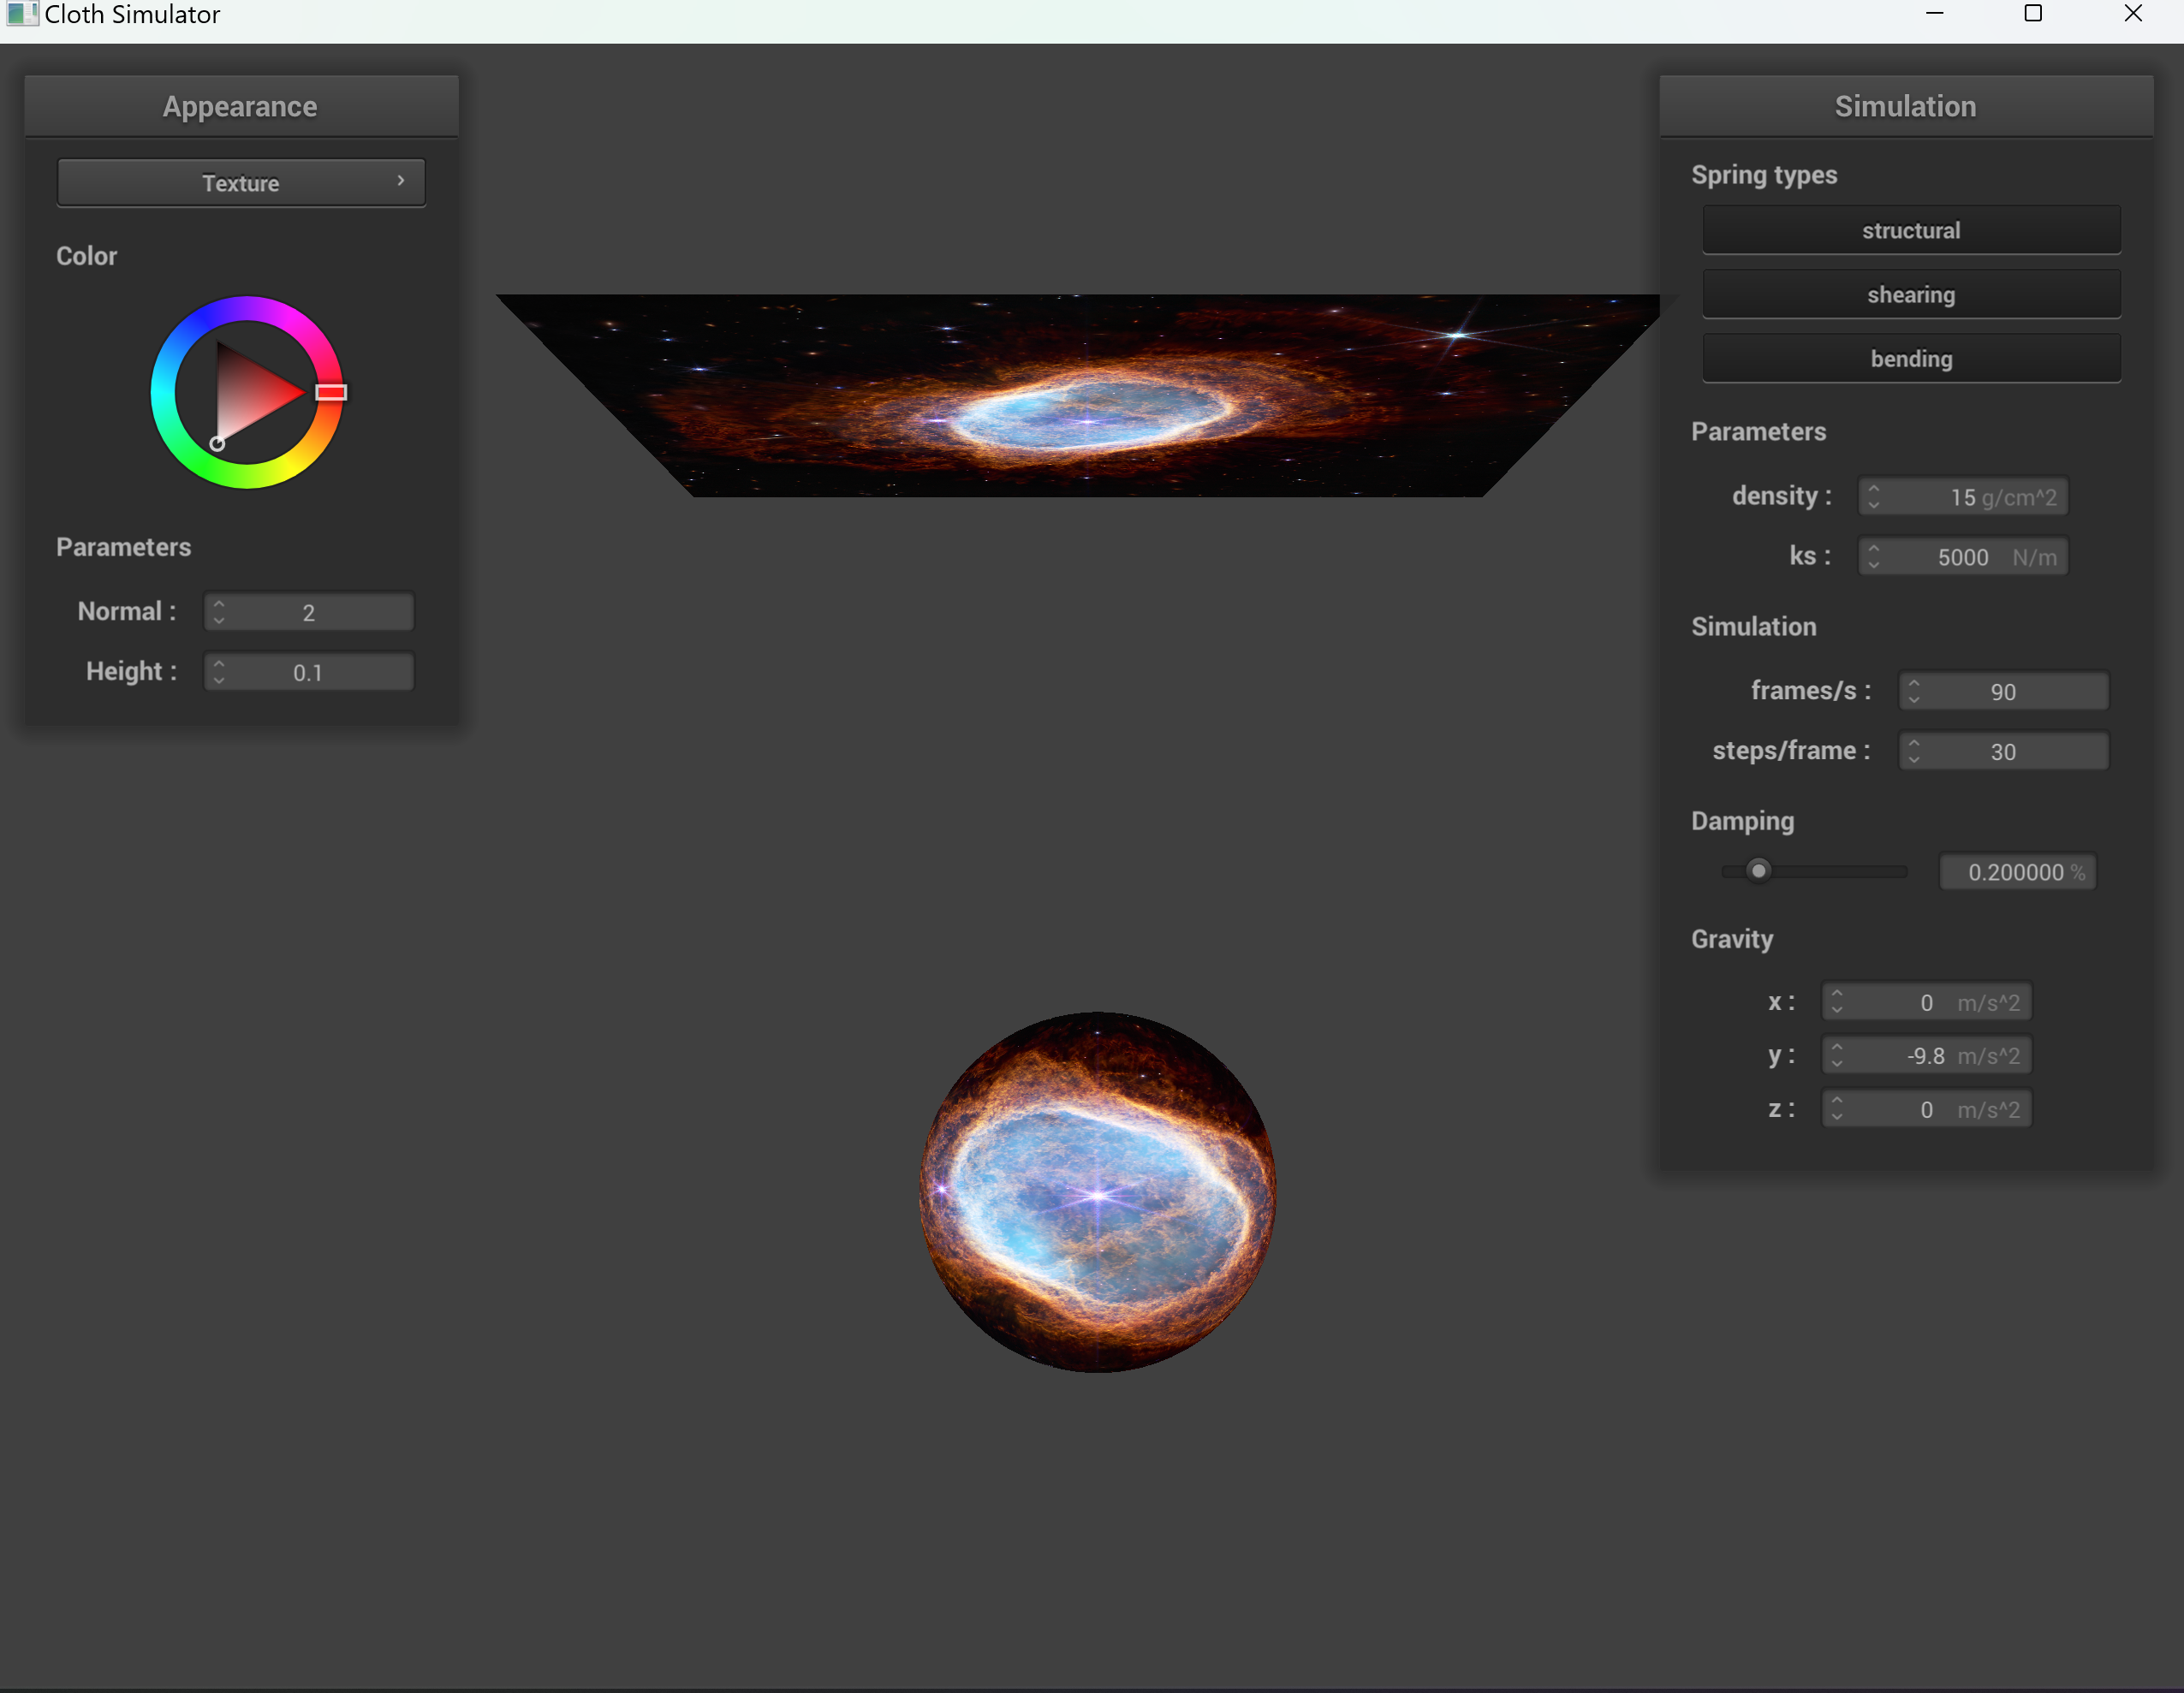 Cloth Simulator
Appearance
Texture
Color
Parameters
Normal : 2
Height : 0.1
Simulation
Spring types
structural
shearing
bending
Parameters
density : 15 g/cm^2
ks : 5000 N/m
Simulation
frames/s : 90
steps/frame : 30
Damping
0.200000 %
Gravity
x : 0 m/s^2
y : -9.8 m/s^2
z : 0 m/s^2